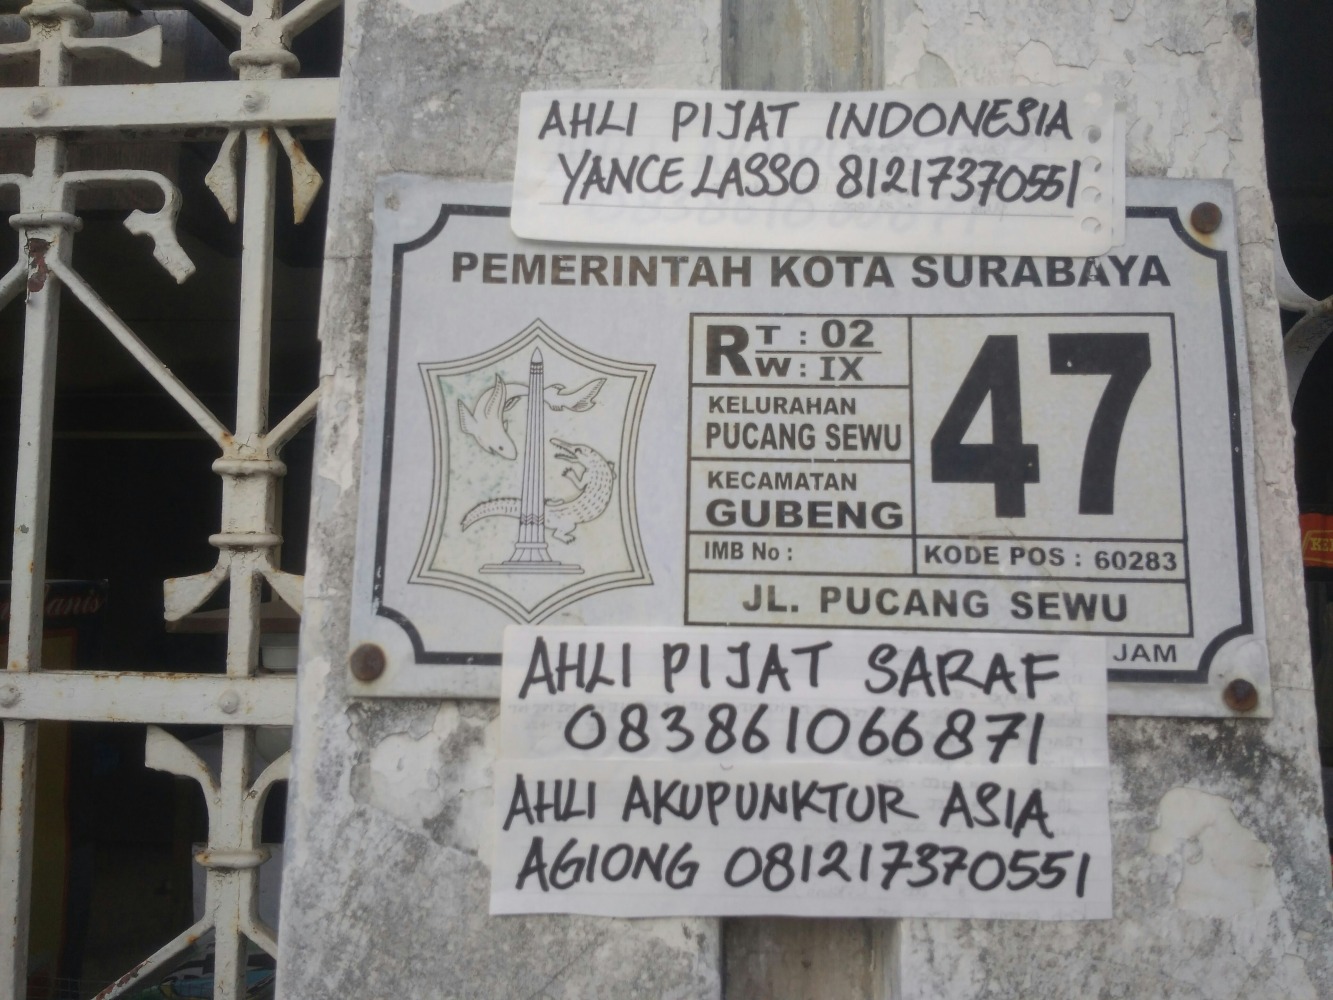 AHLI PIJAT INDONESIA
YANCE LASSO 81217370551
PEMERINTAH KOTA SURABAYA
RT : 02
RW : IX
47
KELURAHAN
PUCANG SEWU
KECAMATAN
GUBENG
IMB No :
KODE POS : 60283
JL. PUCANG SEWU
JAM
AHLI PIJAT SARAF
083861066871
AHLI AKUPUNKTUR ASIA
AGIONG 081217370551